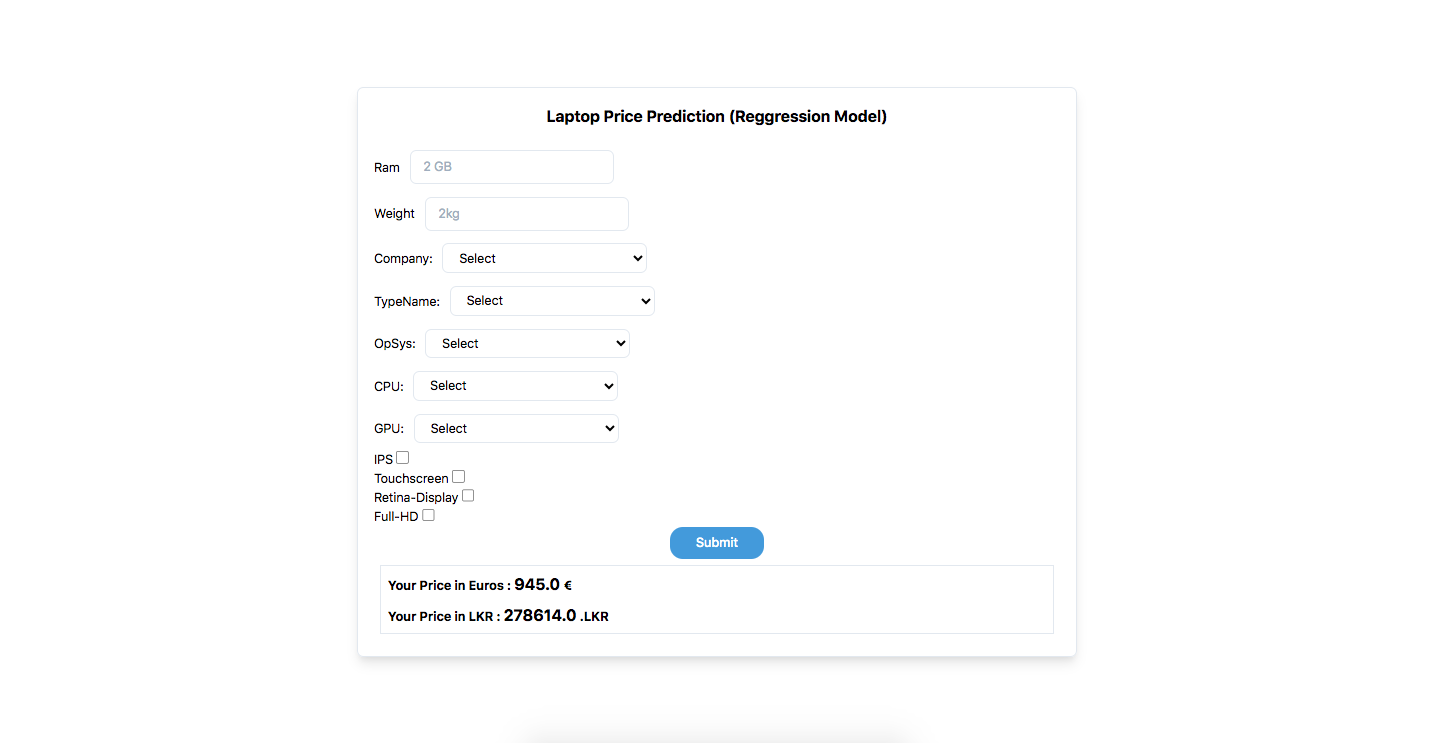 Laptop Price Prediction (Reggression Model)
Ram 2 GB
Weight 2kg
Company: Select
TypeName: Select
OpSys: Select
CPU: Select
GPU: Select
IPS
Touchscreen
Retina-Display
Full-HD
Submit
Your Price in Euros : 945.0 €
Your Price in LKR : 278614.0 .LKR